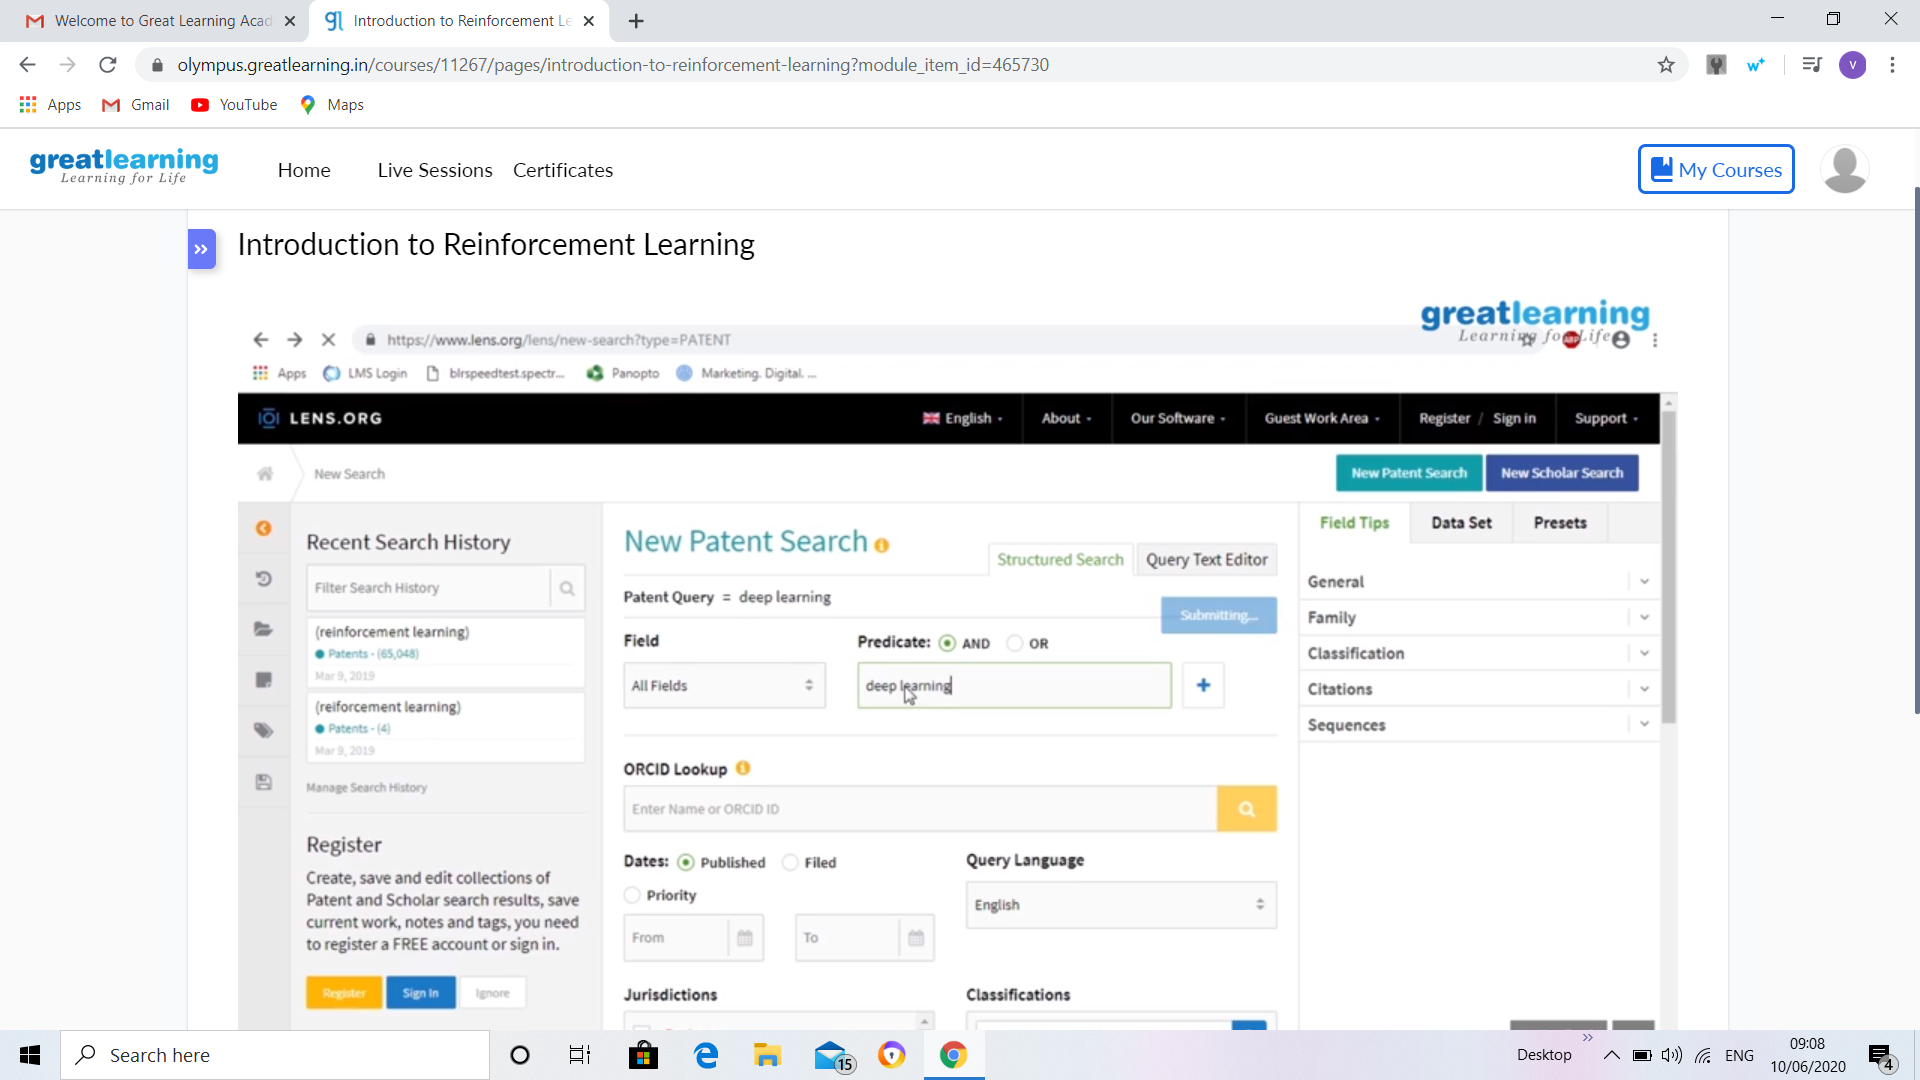 Welcome to Great Learning Acad
Introduction to Reinforcement Le
olympus.greatlearning.in/courses/11267/pages/introduction-to-reinforcement-learning?module_item_id=465730
V
Apps Gmail YouTube Maps
greatlearning
Learning for Life
Home Live Sessions Certificates
My Courses
Introduction to Reinforcement Learning
greatlearning
Learning for Life
https://www.lens.org/lens/new-search?type=PATENT
ABP
Apps LMS Login blrspeedtest.spectr... Panopto Marketing. Digital. ...
LENS.ORG
English About Our Software Guest Work Area Register / Sign in Support
New Search
New Patent Search New Scholar Search
Recent Search History
Filter Search History
(reinforcement learning)
Patents - (65,048)
Mar 9, 2019
(reiforcement learning)
Patents - (4)
Mar 9, 2019
Manage Search History
Register
Create, save and edit collections of
Patent and Scholar search results, save
current work, notes and tags, you need
to register a FREE account or sign in.
Register Sign In Ignore
New Patent Search
Structured Search Query Text Editor
Patent Query = deep learning
Submitting...
Field
Predicate: AND OR
All Fields
deep learning
ORCID Lookup
Enter Name or ORCID ID
Dates: Published Filed
Priority
From To
Query Language
English
Jurisdictions
Classifications
Field Tips Data Set Presets
General
Family
Classification
Citations
Sequences
Search here
15
Desktop
ENG
09:08
10/06/2020
4